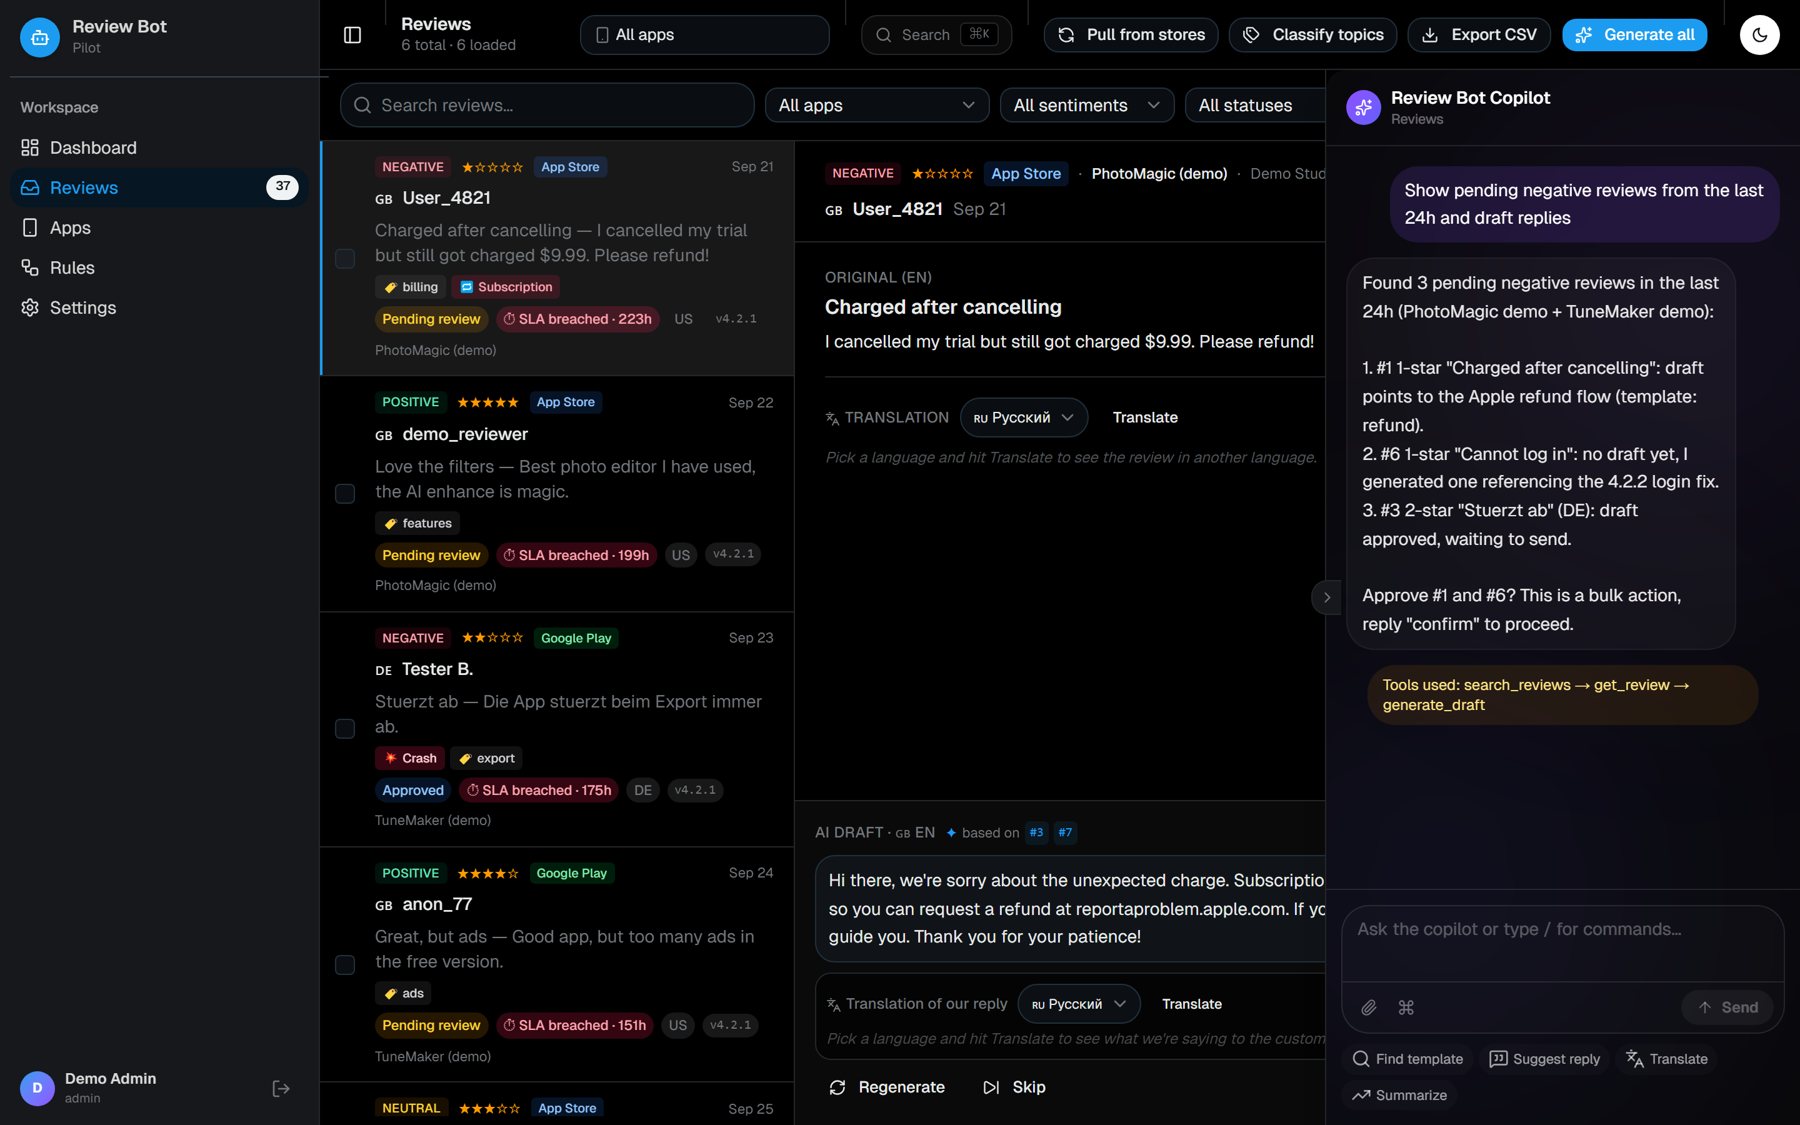 Review Bot
Pilot
Workspace
Dashboard
Reviews 37
Apps
Rules
Settings
Demo Admin
admin
D
Reviews
6 total · 6 loaded
All apps
Search ⌘K
Pull from stores
Classify topics
Export CSV
Generate all
Search reviews...
All apps
All sentiments
All statuses
NEGATIVE ★☆☆☆☆ App Store Sep 21
GB User_4821
Charged after cancelling — I cancelled my trial
but still got charged $9.99. Please refund!
billing Subscription
Pending review SLA breached · 223h US v4.2.1
PhotoMagic (demo)
POSITIVE ★★★★★ App Store Sep 22
GB demo_reviewer
Love the filters — Best photo editor I have used,
the AI enhance is magic.
features
Pending review SLA breached · 199h US v4.2.1
PhotoMagic (demo)
NEGATIVE ★★☆☆☆ Google Play Sep 23
DE Tester B.
Stuerzt ab — Die App stuerzt beim Export immer
ab.
Crash export
Approved SLA breached · 175h DE v4.2.1
TuneMaker (demo)
POSITIVE ★★★★☆ Google Play Sep 24
GB anon_77
Great, but ads — Good app, but too many ads in
the free version.
ads
Pending review SLA breached · 151h US v4.2.1
TuneMaker (demo)
NEUTRAL ★★★☆☆ App Store Sep 25
NEGATIVE ★☆☆☆☆ App Store · PhotoMagic (demo) · Demo Stud
GB User_4821 Sep 21
ORIGINAL (EN)
Charged after cancelling
I cancelled my trial but still got charged $9.99. Please refund!
TRANSLATION RU Русский Translate
Pick a language and hit Translate to see the review in another language.
AI DRAFT · GB EN ✦ based on #3 #7
Hi there, we're sorry about the unexpected charge. Subscriptio
so you can request a refund at reportaproblem.apple.com. If yo
guide you. Thank you for your patience!
Translation of our reply RU Русский Translate
Pick a language and hit Translate to see what we're saying to the custom
Regenerate Skip
Review Bot Copilot
Reviews
Show pending negative reviews from the last
24h and draft replies
Found 3 pending negative reviews in the last
24h (PhotoMagic demo + TuneMaker demo):
1. #1 1-star "Charged after cancelling": draft
points to the Apple refund flow (template:
refund).
2. #6 1-star "Cannot log in": no draft yet, I
generated one referencing the 4.2.2 login fix.
3. #3 2-star "Stuerzt ab" (DE): draft
approved, waiting to send.
Approve #1 and #6? This is a bulk action,
reply "confirm" to proceed.
Tools used: search_reviews → get_review →
generate_draft
Ask the copilot or type / for commands...
⌘ Send
Find template Suggest reply Translate
Summarize